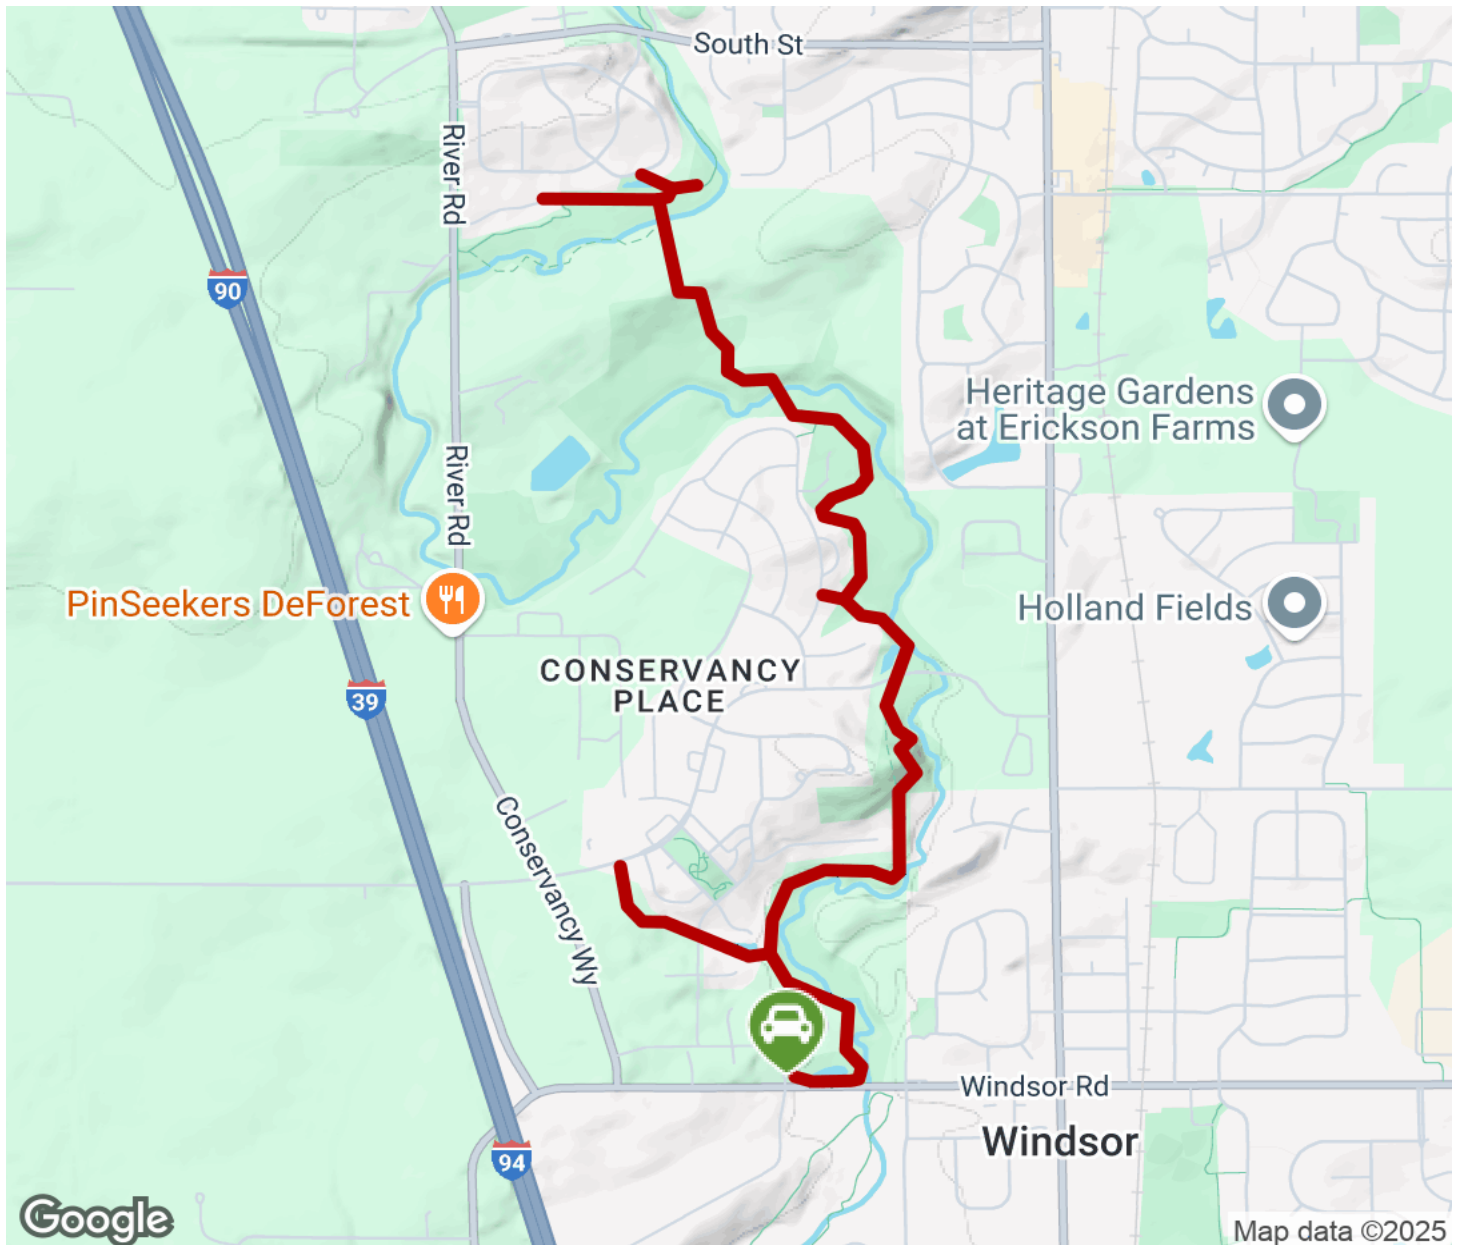 South St
River Rd
90
Heritage Gardens
at Erickson Farms
River Rd
PinSeekers DeForest
Holland Fields
CONSERVANCY
PLACE
39
Conservancy Wy
Windsor Rd
Windsor
94
Google
Map data ©2025